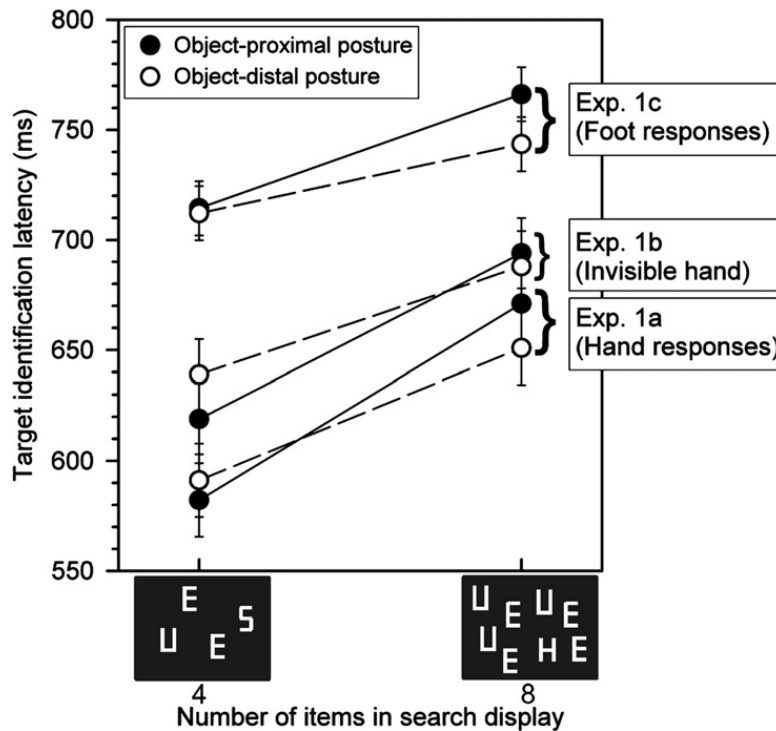 800
750
700
650
600
550
Target identification latency (ms)
Object-proximal posture
Object-distal posture
Exp. 1c
(Foot responses)
Exp. 1b
(Invisible hand)
Exp. 1a
(Hand responses)
E
S
U
E
U
U
E
E
U
E
H
E
4
8
Number of items in search display